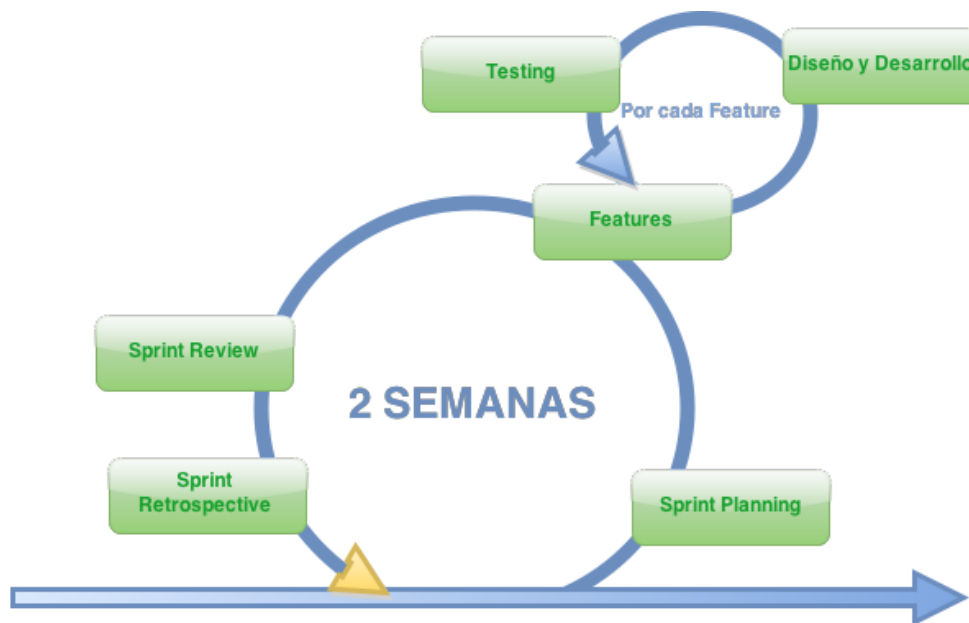 Testing
Diseño y Desarrollo
Por cada Feature
Features
Sprint Review
2 SEMANAS
Sprint
Retrospective
Sprint Planning